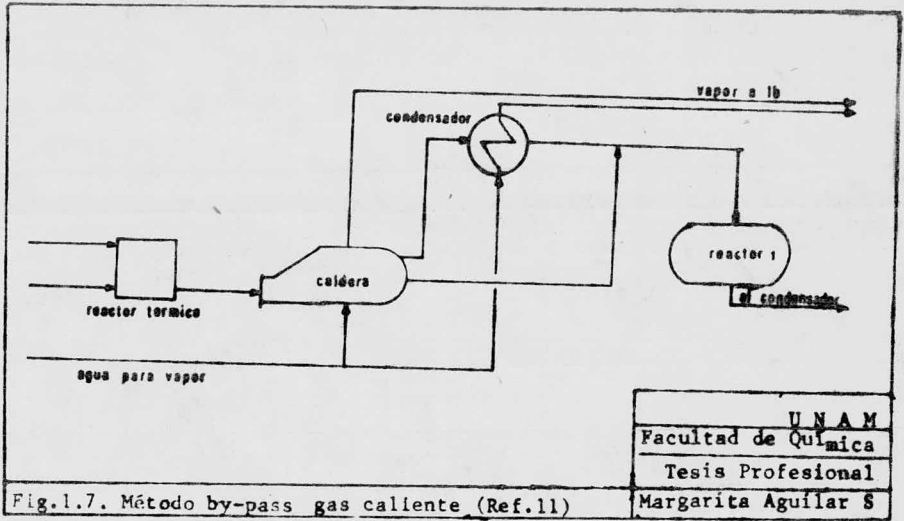 vapor a lb
condensador
caldera
reactor 1
reactor termico
al condensador
agua para vapor
U N A M
Facultad de Química
Tesis Profesional
Margarita Aguilar S
Fig.1.7. Método by-pass gas caliente (Ref.11)